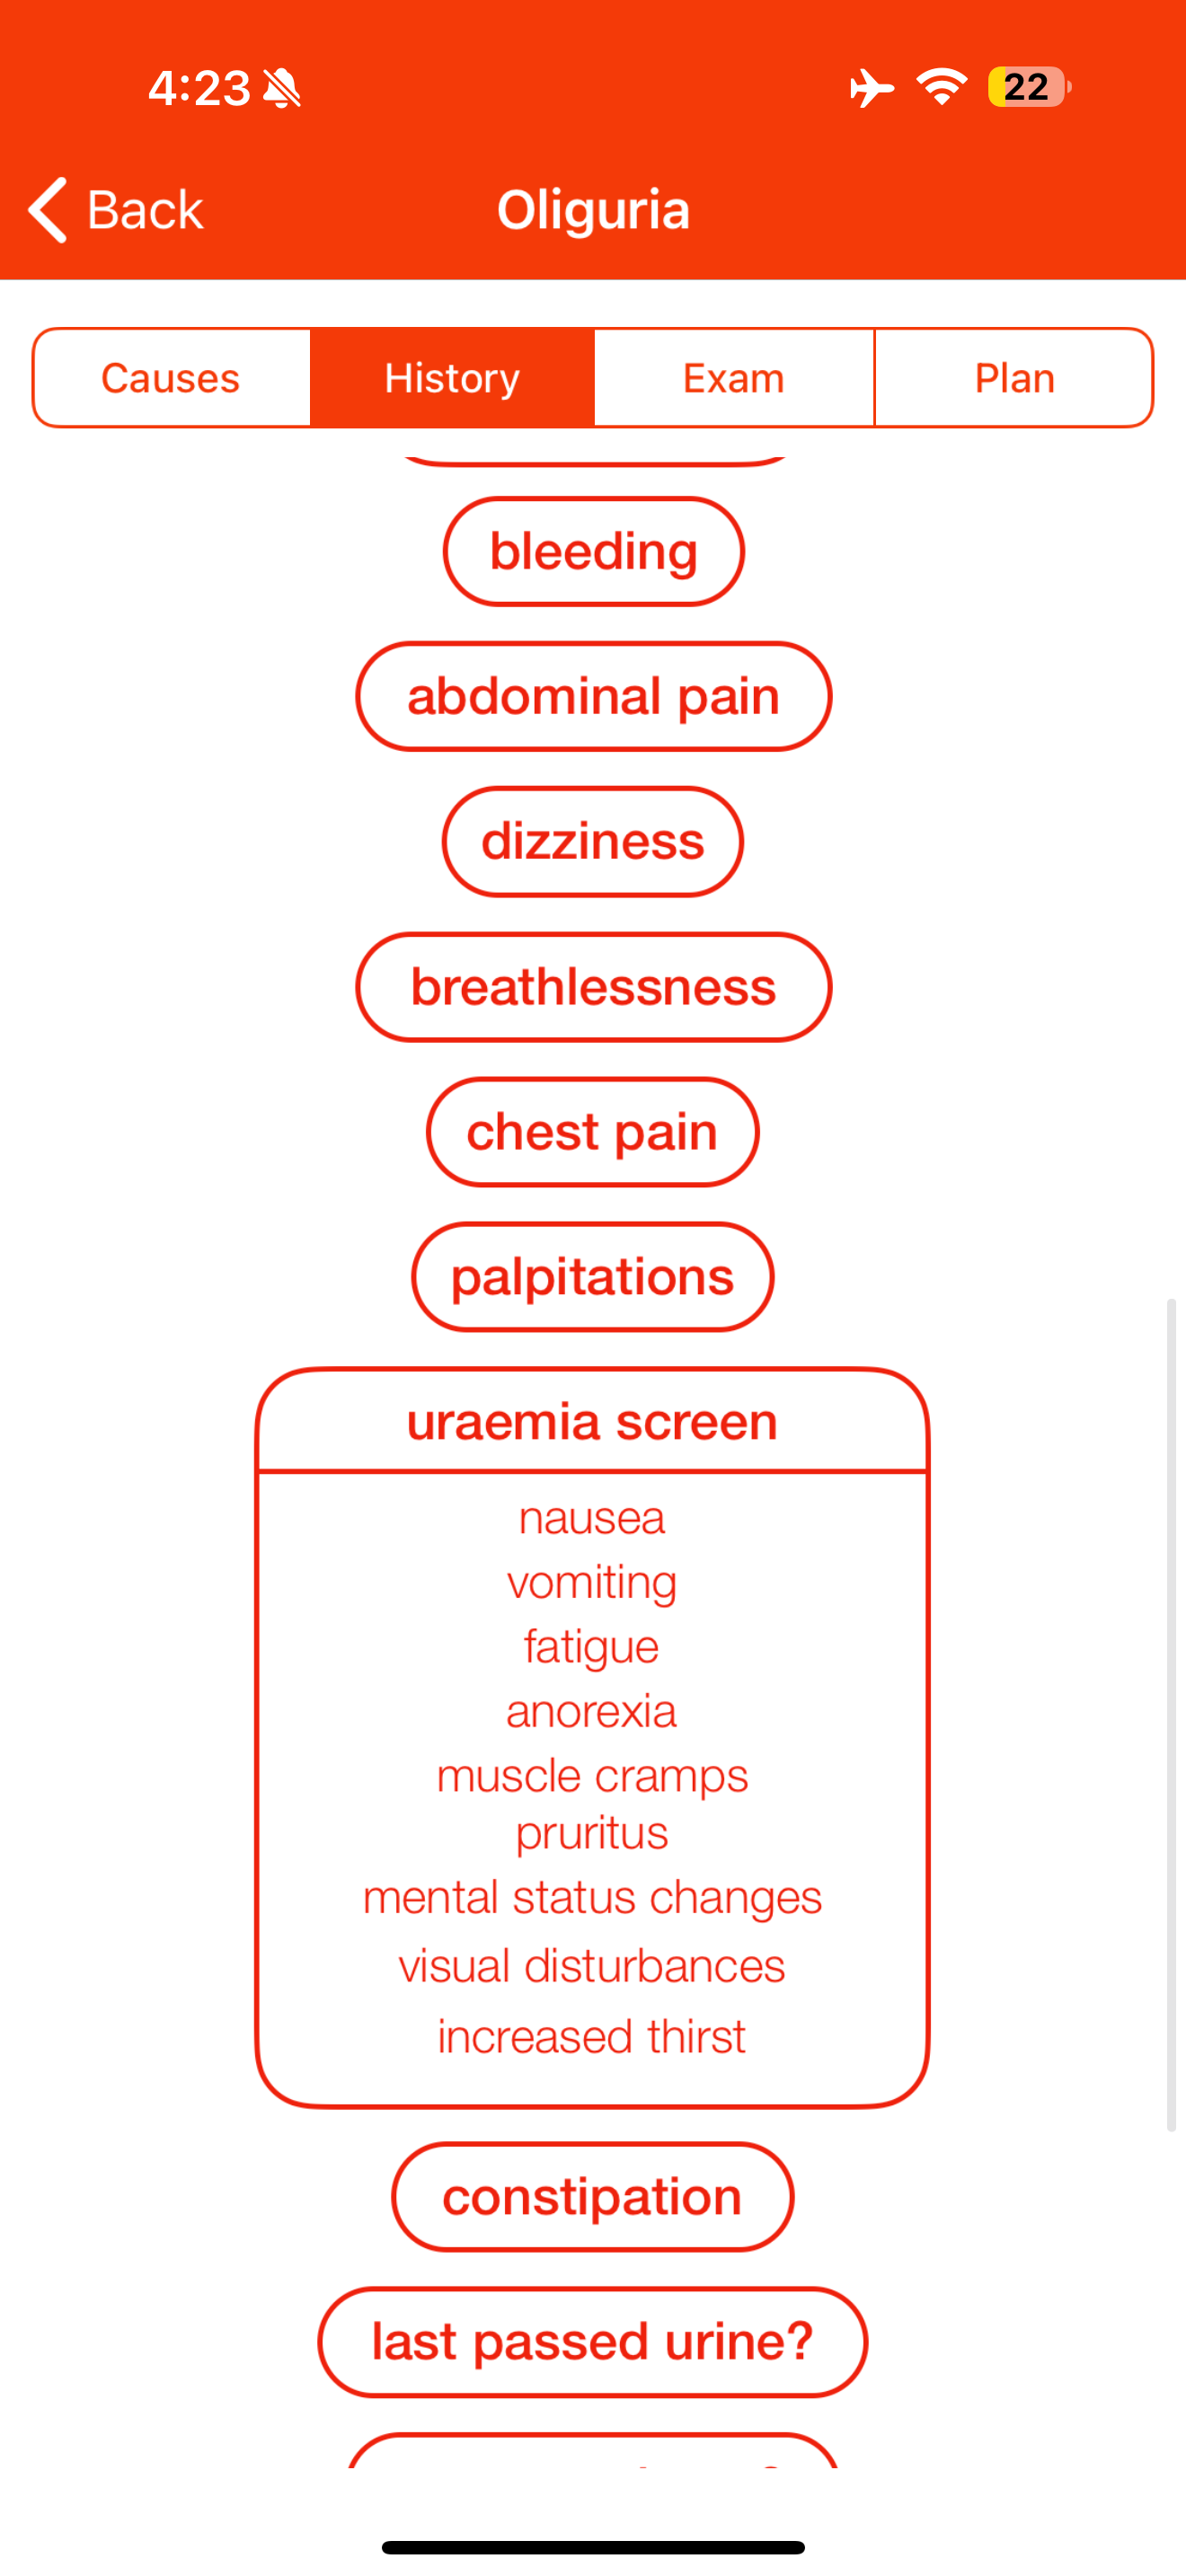 4:23
22
Back
Oliguria
Causes
History
Exam
Plan
bleeding
abdominal pain
dizziness
breathlessness
chest pain
palpitations
uraemia screen
nausea
vomiting
fatigue
anorexia
muscle cramps
pruritus
mental status changes
visual disturbances
increased thirst
constipation
last passed urine?